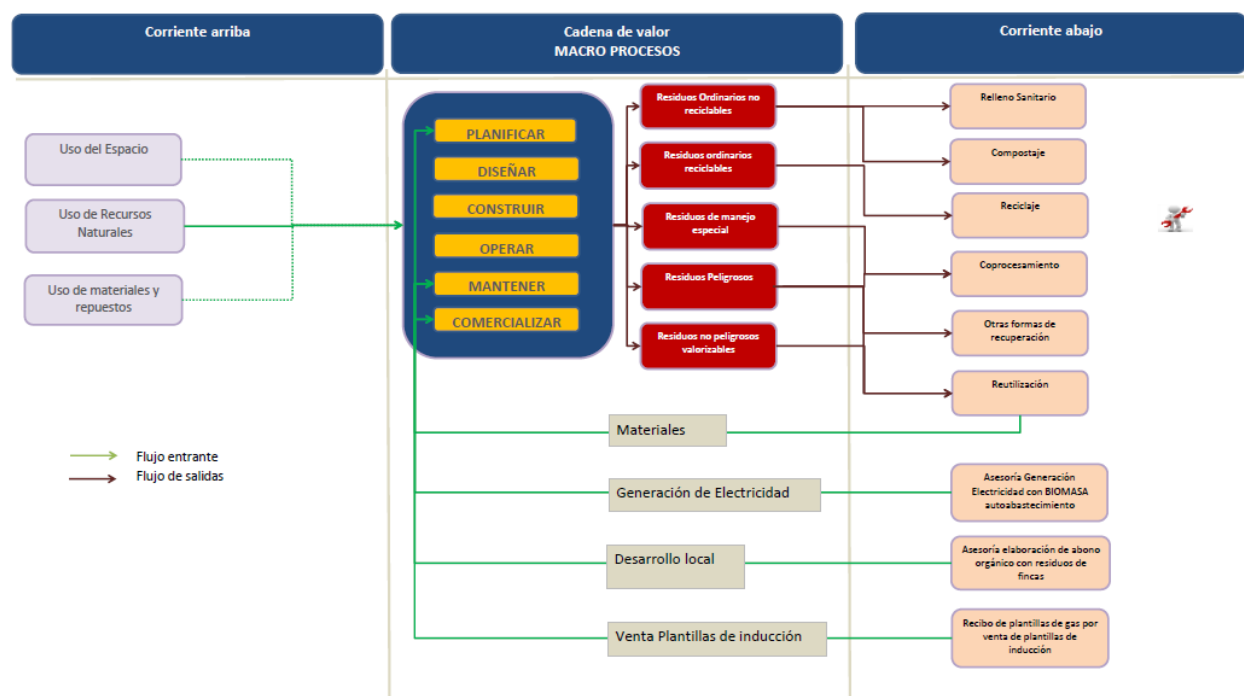 Corriente arriba
Cadena de valor
MACRO PROCESOS
Corriente abajo
Uso del Espacio
Uso de Recursos
Naturales
Uso de materiales y
repuestos
PLANIFICAR
DISEÑAR
CONSTRUIR
OPERAR
MANTENER
COMERCIALIZAR
Residuos Ordinarios no
reciclables
Residuos ordinarios
reciclables
Residuos de manejo
especial
Residuos Peligrosos
Residuos no peligrosos
valorizables
Relleno Sanitario
Compostaje
Reciclaje
Coprocesamiento
Otras formas de
recuperación
Reutilización
Flujo entrante
Flujo de salidas
Materiales
Generación de Electricidad
Desarrollo local
Venta Plantillas de inducción
Asesoría Generación
Electricidad con BIOMASA
autoabastecimiento
Asesoría elaboración de abono
orgánico con residuos de
fincas
Recibo de plantillas de gas por
venta de plantillas de
inducción